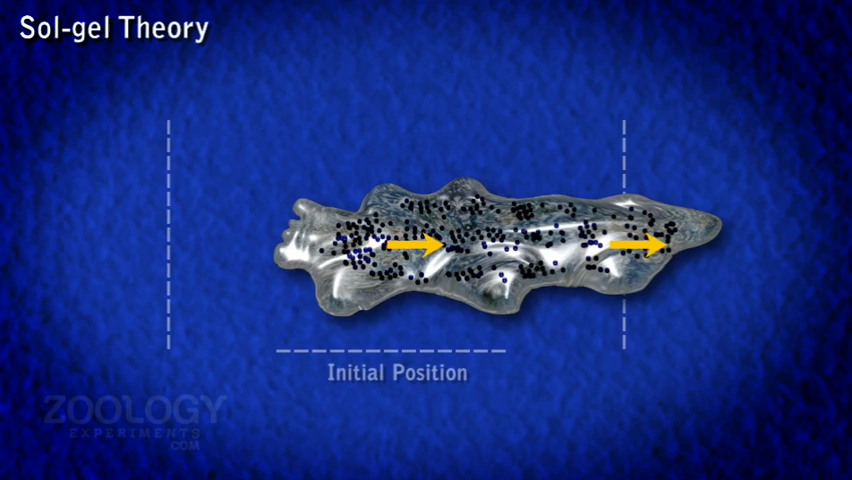 Sol-gel Theory
Initial Position
ZOOLOGY
EXPERIMENTS
.COM